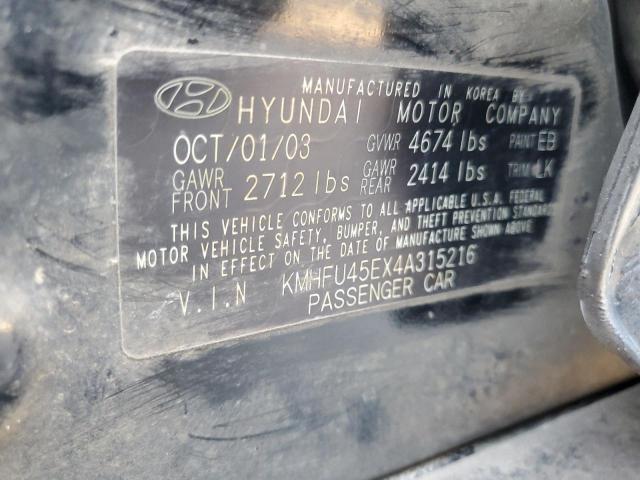 MANUFACTURED IN KOREA BY
HYUNDAI MOTOR COMPANY
OCT/01/03 GVWR 4674 lbs PAINT EB
GAWR FRONT 2712 lbs GAWR REAR 2414 lbs TRIM LK
THIS VEHICLE CONFORMS TO ALL APPLICABLE U.S.A. FEDERAL
MOTOR VEHICLE SAFETY, BUMPER, AND THEFT PREVENTION STANDARDS
IN EFFECT ON THE DATE OF MANUFACTURE SHOWN ABOVE
V.I.N KMHFU45EX4A315216
PASSENGER CAR